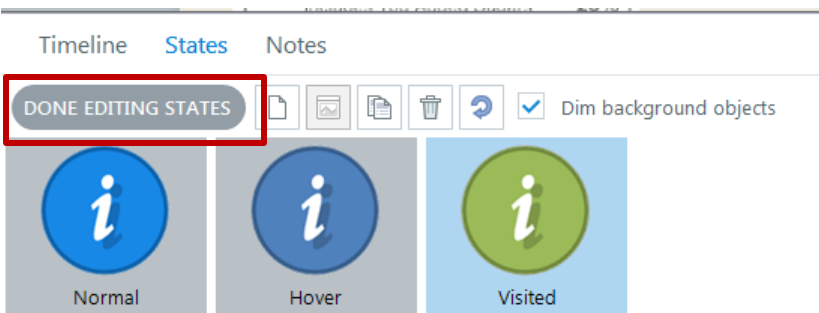 Timeline States Notes
DONE EDITING STATES Dim background objects
i i i
Normal Hover Visited